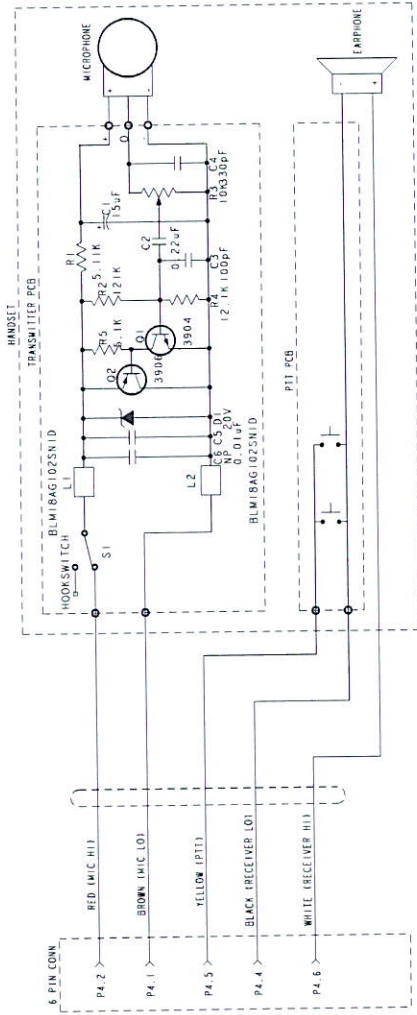 HANDSET
TRANSMITTER PCB
MICROPHONE
+
O
-
HOOKSWITCH
S1
BLM18AG102SN1D
L1
R1
5.11K
C1
+
15uF
R2
121K
R5
5.1K
Q2
3906
Q1
3904
C2
0.22uF
C3
100pF
R4
12.1K
R3
10K
C4
330pF
D1
20V
C5
0.01uF
C6
NP
L2
BLM18AG102SN1D
PTT PCB
EARPHONE
-
+
6 PIN CONN
P4.2
RED (MIC HI)
P4.1
BROWN (MIC LO)
P4.5
YELLOW (PTT)
P4.4
BLACK (RECEIVER LO)
P4.6
WHITE (RECEIVER HI)